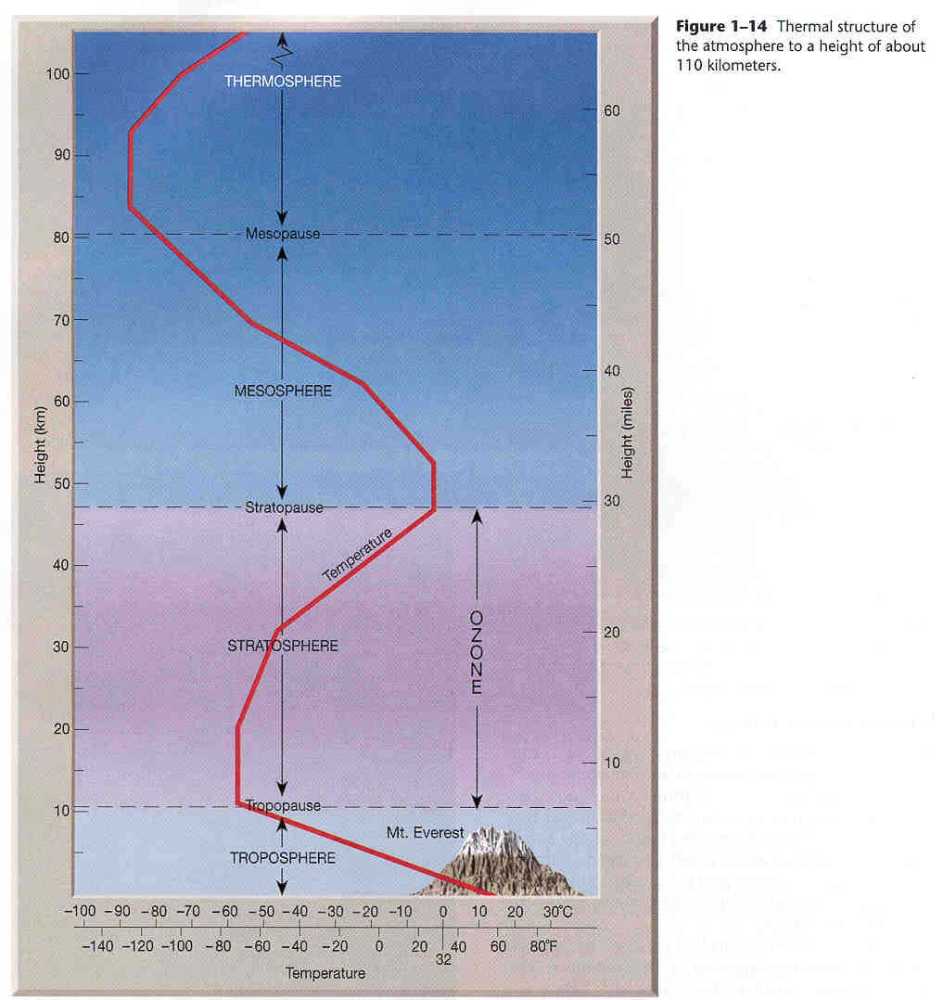 Figure 1–14 Thermal structure of
the atmosphere to a height of about
110 kilometers.
100
THERMOSPHERE
60
90
Mesopause
80
50
70
40
MESOSPHERE
60
Height (km)
Height (miles)
50
Stratopause
30
Temperature
40
OZONE
20
STRATOSPHERE
30
20
10
Tropopause
10
Mt. Everest
TROPOSPHERE
–100 –90 –80 –70 –60 –50 –40 –30 –20 –10 0 10 20 30°C
–140 –120 –100 –80 –60 –40 –20 0 20 40 60 80°F
32
Temperature